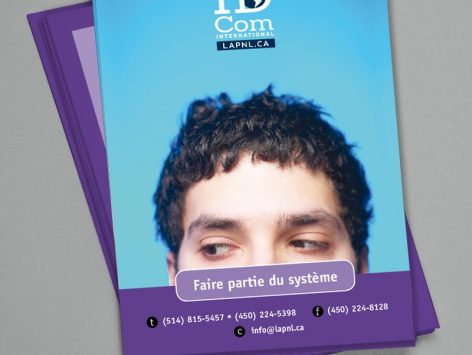 Com
INTERNATIONAL
LAPNL.CA
Faire partie du système
t (514) 815-5457 • (450) 224-5398 f (450) 224-8128
c info@lapnl.ca